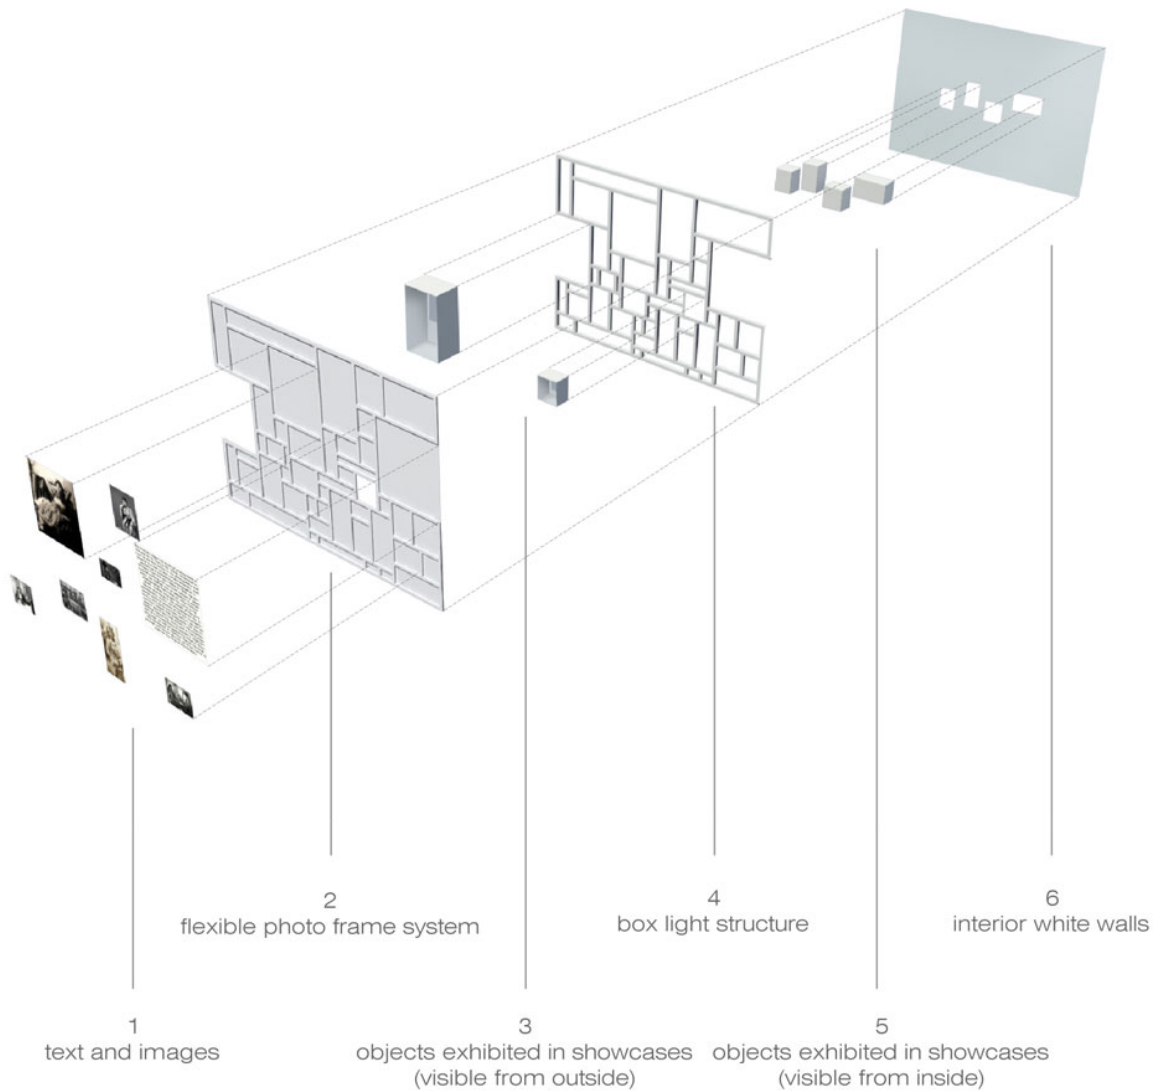 2
flexible photo frame system
4
box light structure
6
interior white walls
1
text and images
3
objects exhibited in showcases
(visible from outside)
5
objects exhibited in showcases
(visible from inside)